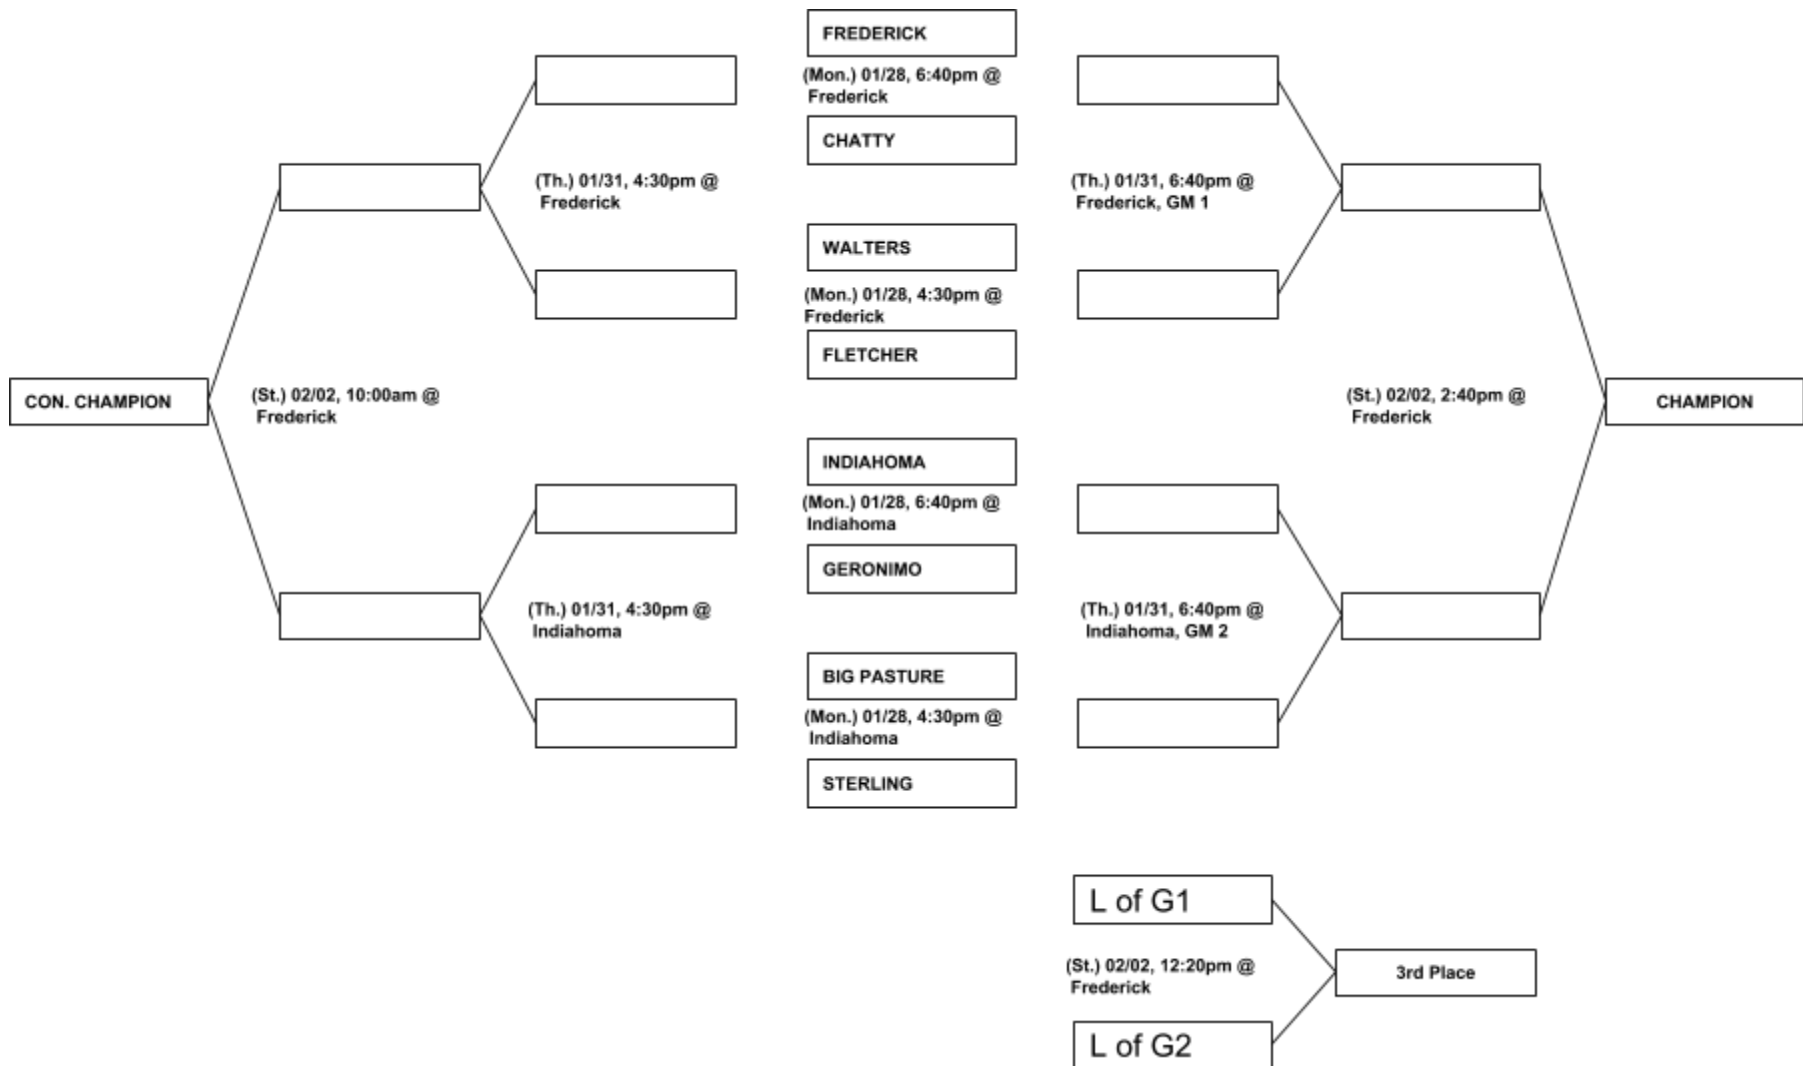 FREDERICK
(Mon.) 01/28, 6:40pm @
Frederick
CHATTY
(Th.) 01/31, 4:30pm @
Frederick
(Th.) 01/31, 6:40pm @
Frederick, GM 1
WALTERS
(Mon.) 01/28, 4:30pm @
Frederick
FLETCHER
CON. CHAMPION
(St.) 02/02, 10:00am @
Frederick
(St.) 02/02, 2:40pm @
Frederick
CHAMPION
INDIAHOMA
(Mon.) 01/28, 6:40pm @
Indiahoma
GERONIMO
(Th.) 01/31, 4:30pm @
Indiahoma
(Th.) 01/31, 6:40pm @
Indiahoma, GM 2
BIG PASTURE
(Mon.) 01/28, 4:30pm @
Indiahoma
STERLING
L of G1
(St.) 02/02, 12:20pm @
Frederick
3rd Place
L of G2